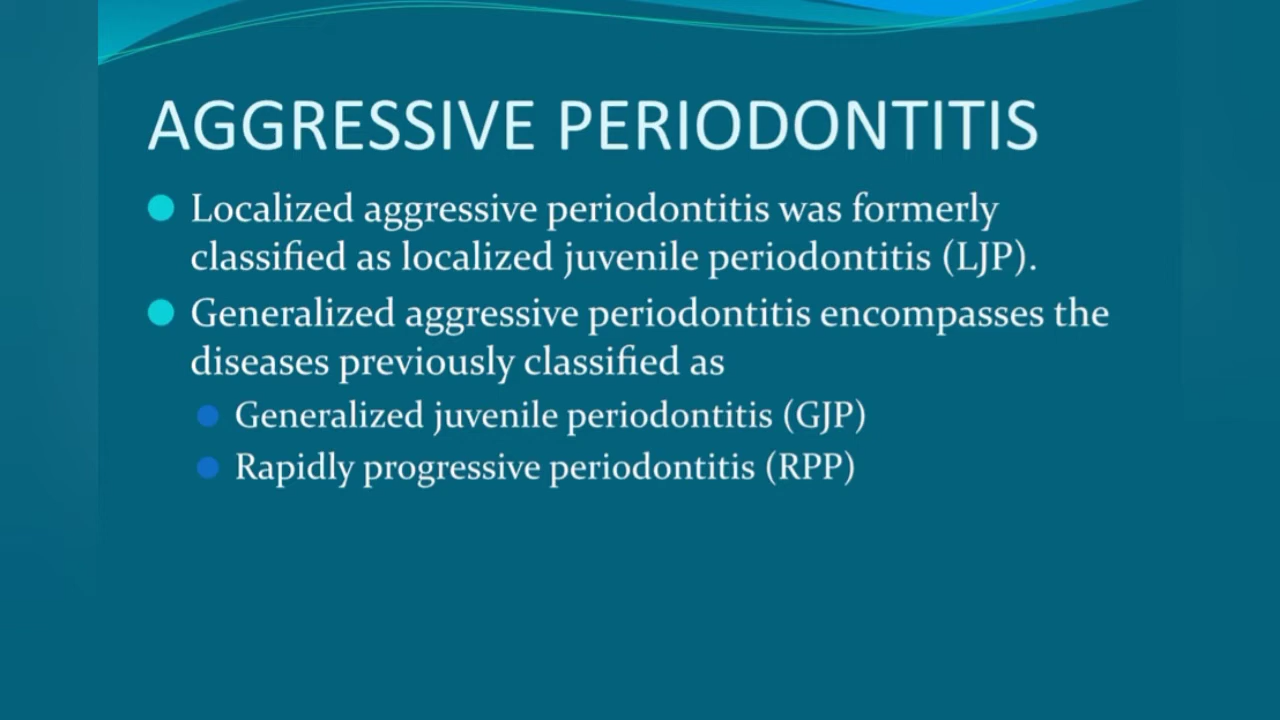 AGGRESSIVE PERIODONTITIS
Localized aggressive periodontitis was formerly
classified as localized juvenile periodontitis (LJP).
Generalized aggressive periodontitis encompasses the
diseases previously classified as
Generalized juvenile periodontitis (GJP)
Rapidly progressive periodontitis (RPP)